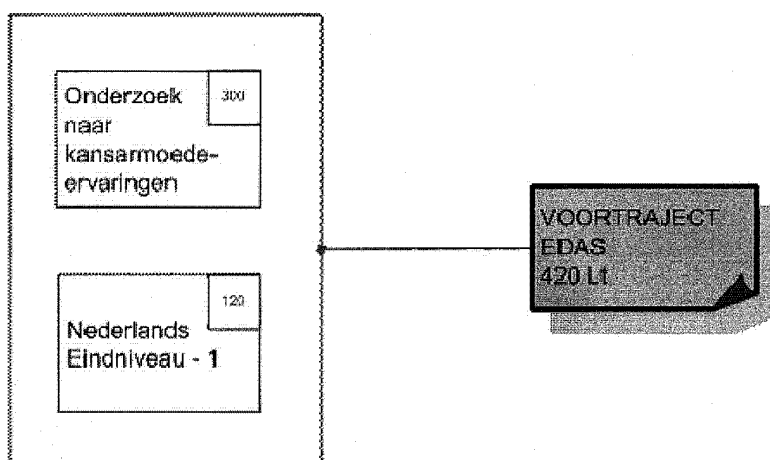 Onderzoek
300
naar
kansarmoede-
ervaringen
120
Nederlands
Eindniveau - 1
VOORTRAJECT
EDAS
420 Lt